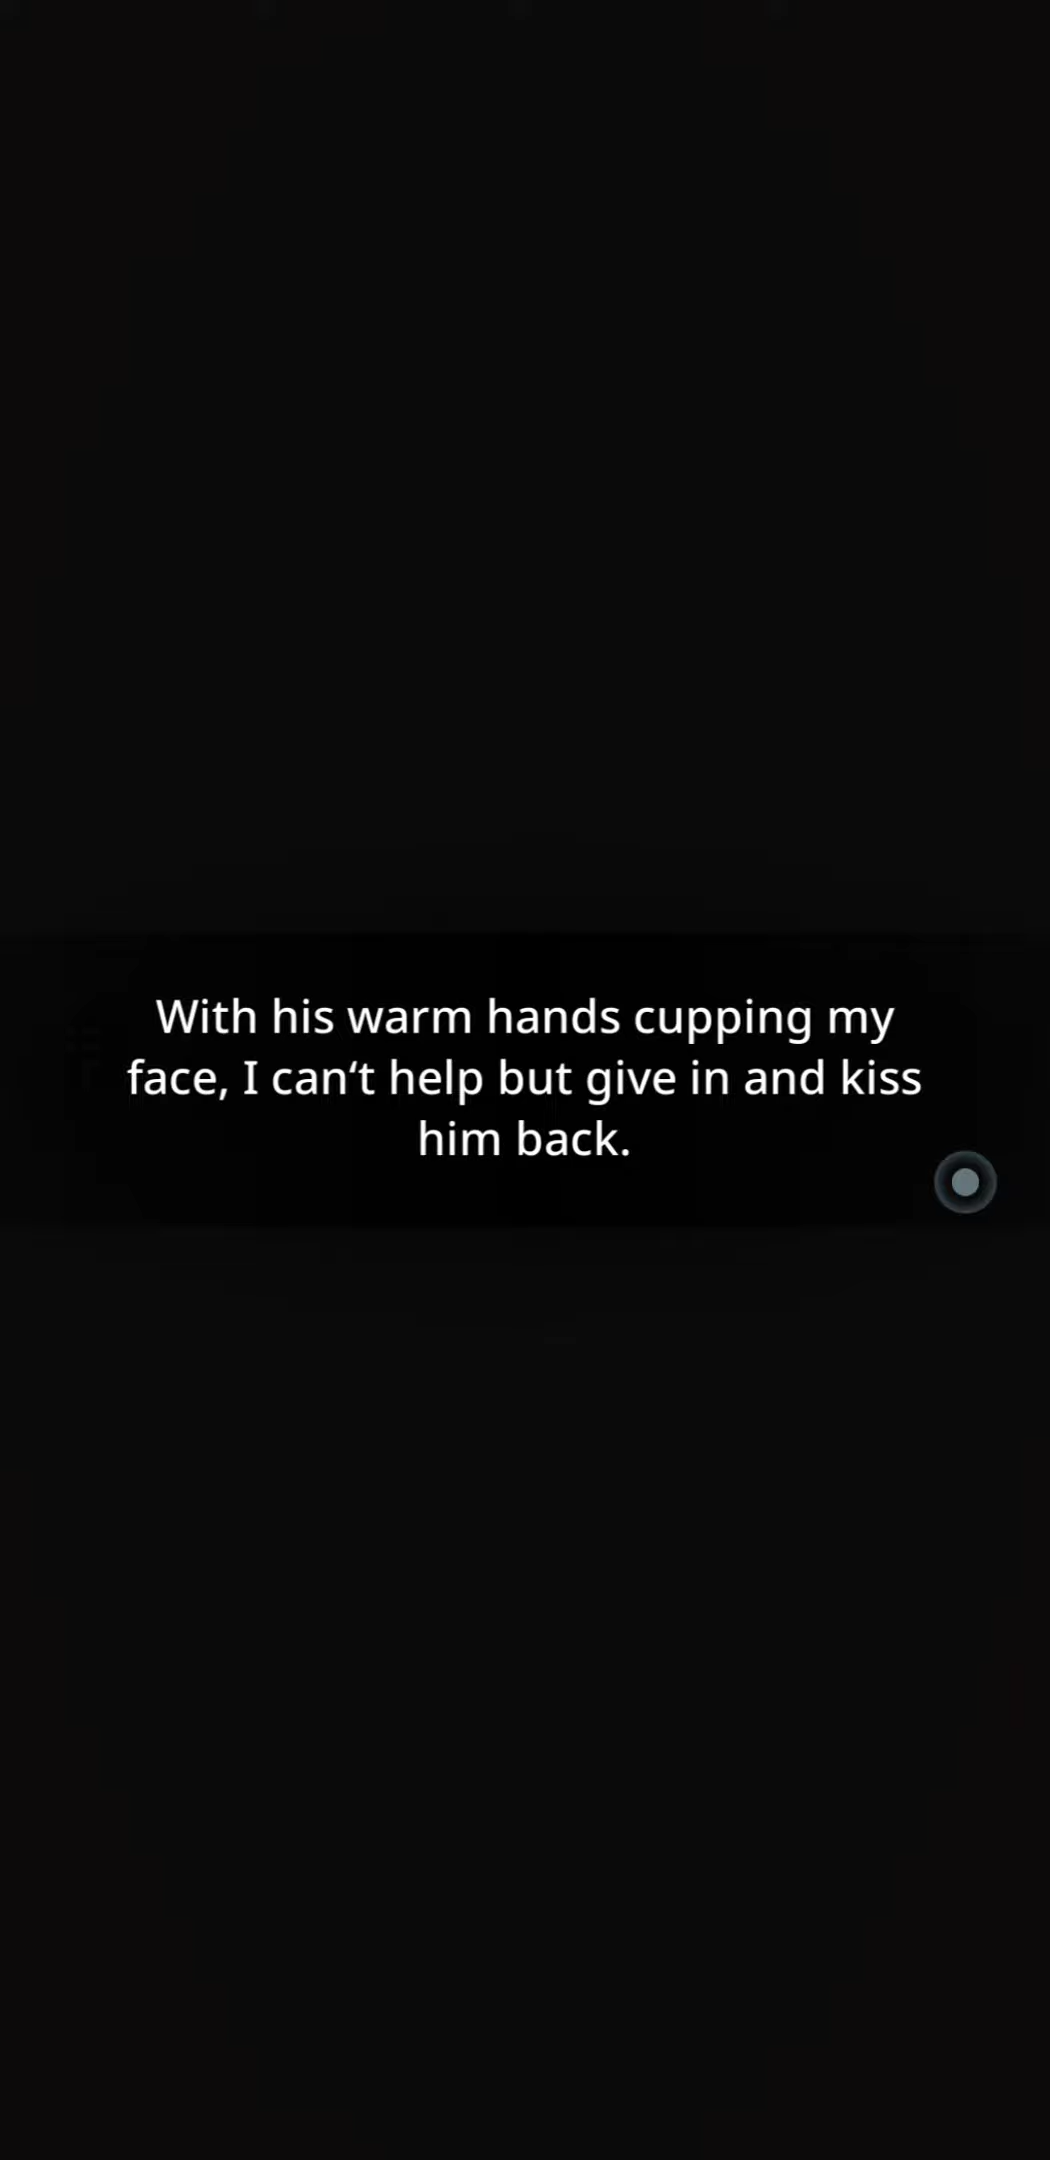 With his warm hands cupping my
face, I can‘t help but give in and kiss
him back.